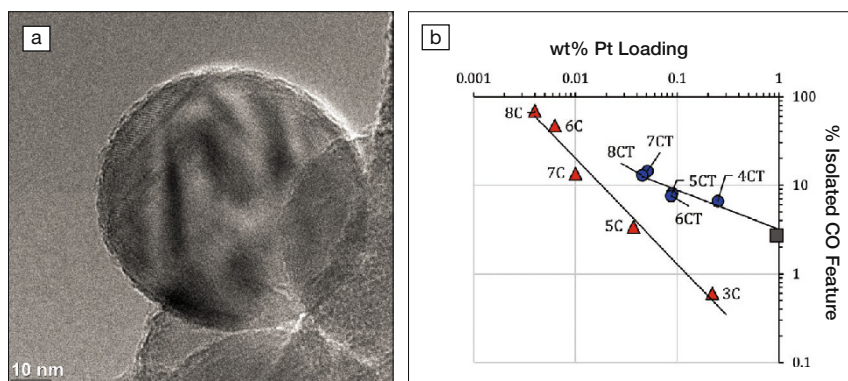 a
10 nm
b
wt% Pt Loading
0.001 0.01 0.1 1
100
10
1
0.1
% Isolated CO Feature
8C
6C
7C
5C
3C
8CT
7CT
5CT
4CT
6CT